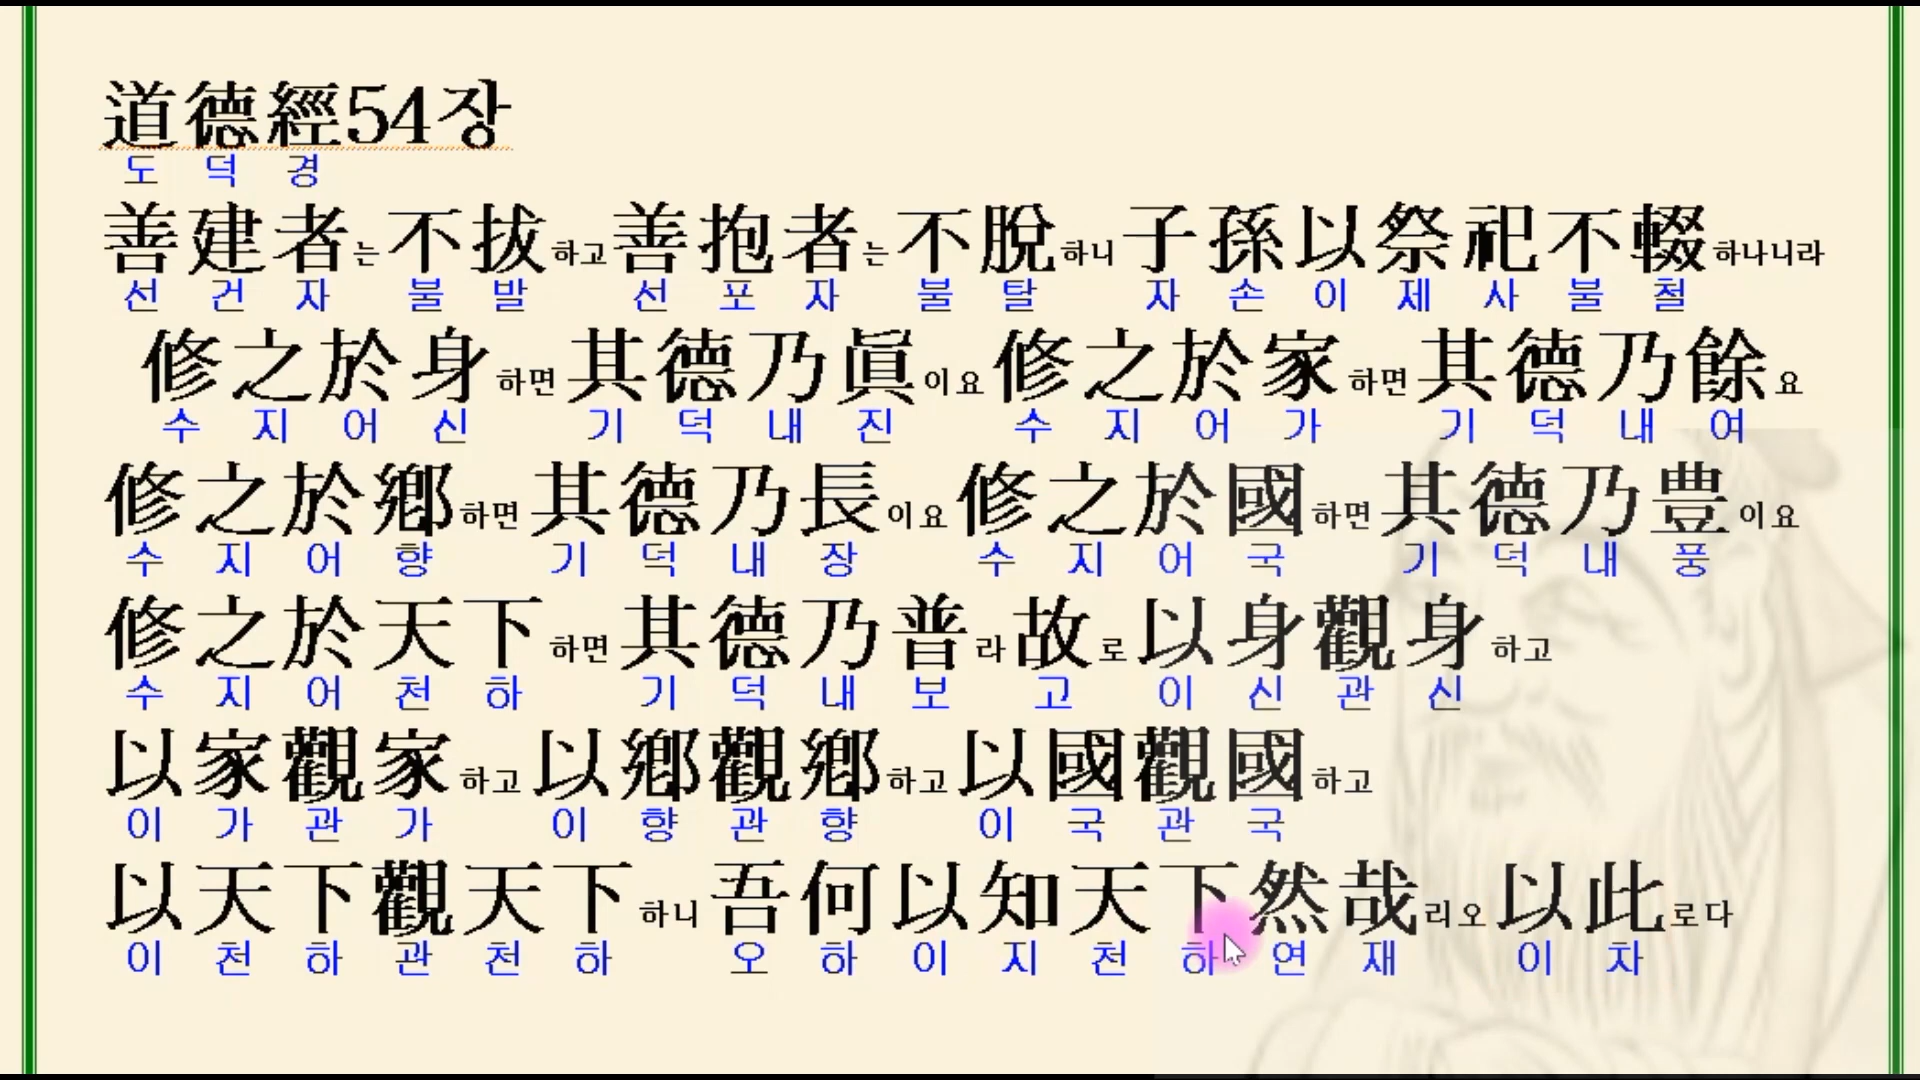 道德經54장
도 덕 경
善建者는不拔하고善抱者는不脫하니子孫以祭祀不輟하나니라
선 건 자 불 발 선 포 자 불 탈 자 손 이 제 사 불 철
修之於身하면其德乃眞이요修之於家하면其德乃餘요
수 지 어 신 기 덕 내 진 수 지 어 가 기 덕 내 여
修之於鄕하면其德乃長이요修之於國하면其德乃豊이요
수 지 어 향 기 덕 내 장 수 지 어 국 기 덕 내 풍
修之於天下하면其德乃普라故로以身觀身하고
수 지 어 천 하 기 덕 내 보 고 이 신 관 신
以家觀家하고以鄕觀鄕하고以國觀國하고
이 가 관 가 이 향 관 향 이 국 관 국
以天下觀天下하니吾何以知天下然哉리오以此로다
이 천 하 관 천 하 오 하 이 지 천 하 연 재 이 차